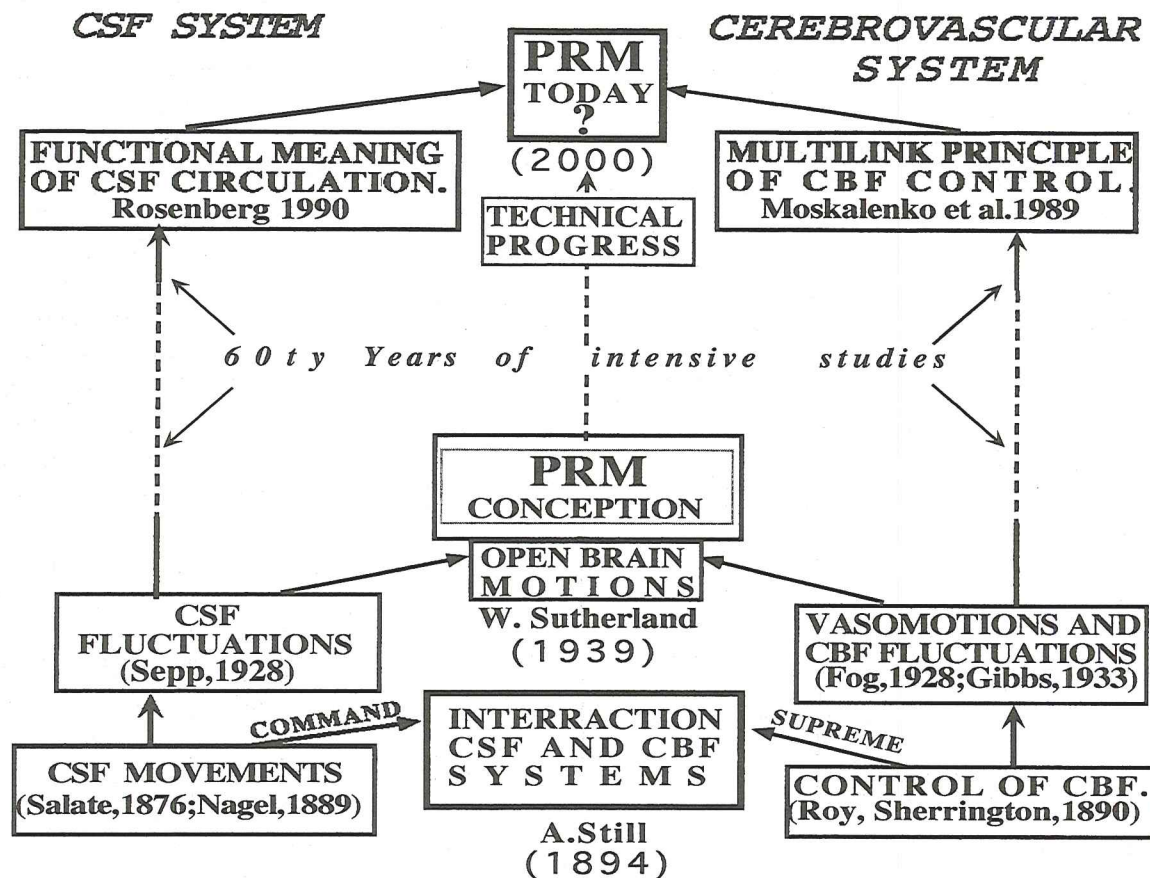 CSF SYSTEM
CEREBROVASCULAR
SYSTEM
PRM
TODAY
?
(2000)
FUNCTIONAL MEANING
OF CSF CIRCULATION.
Rosenberg 1990
MULTILINK PRINCIPLE
OF CBF CONTROL.
Moskalenko et al.1989
TECHNICAL
PROGRESS
60ty Years of intensive studies
PRM
CONCEPTION
OPEN BRAIN
MOTIONS
W. Sutherland
(1939)
CSF
FLUCTUATIONS
(Sepp,1928)
VASOMOTIONS AND
CBF FLUCTUATIONS
(Fog,1928;Gibbs,1933)
COMMAND
SUPREME
INTERRACTION
CSF AND CBF
SYSTEMS
CSF MOVEMENTS
(Salate,1876;Nagel,1889)
CONTROL OF CBF.
(Roy, Sherrington,1890)
A.Still
(1894)